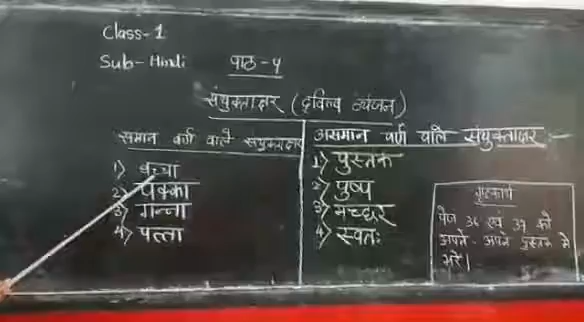 Class-1
Sub- Hindi पाठ-५
संयुक्ताक्षर (द्वित्व व्यंजन)
समान वर्ण वाले संयुक्ताक्षर
1) बच्चा
2) पक्का
3) गन्ना
4) पत्ता
असमान वर्ण वाले संयुक्ताक्षर:-
1) पुस्तक
2) पुष्प
3) मच्छर
4) स्वतः
गृहकार्य
पेज 36 एवं 37 को
अपने-अपने पुस्तक में
भरें।